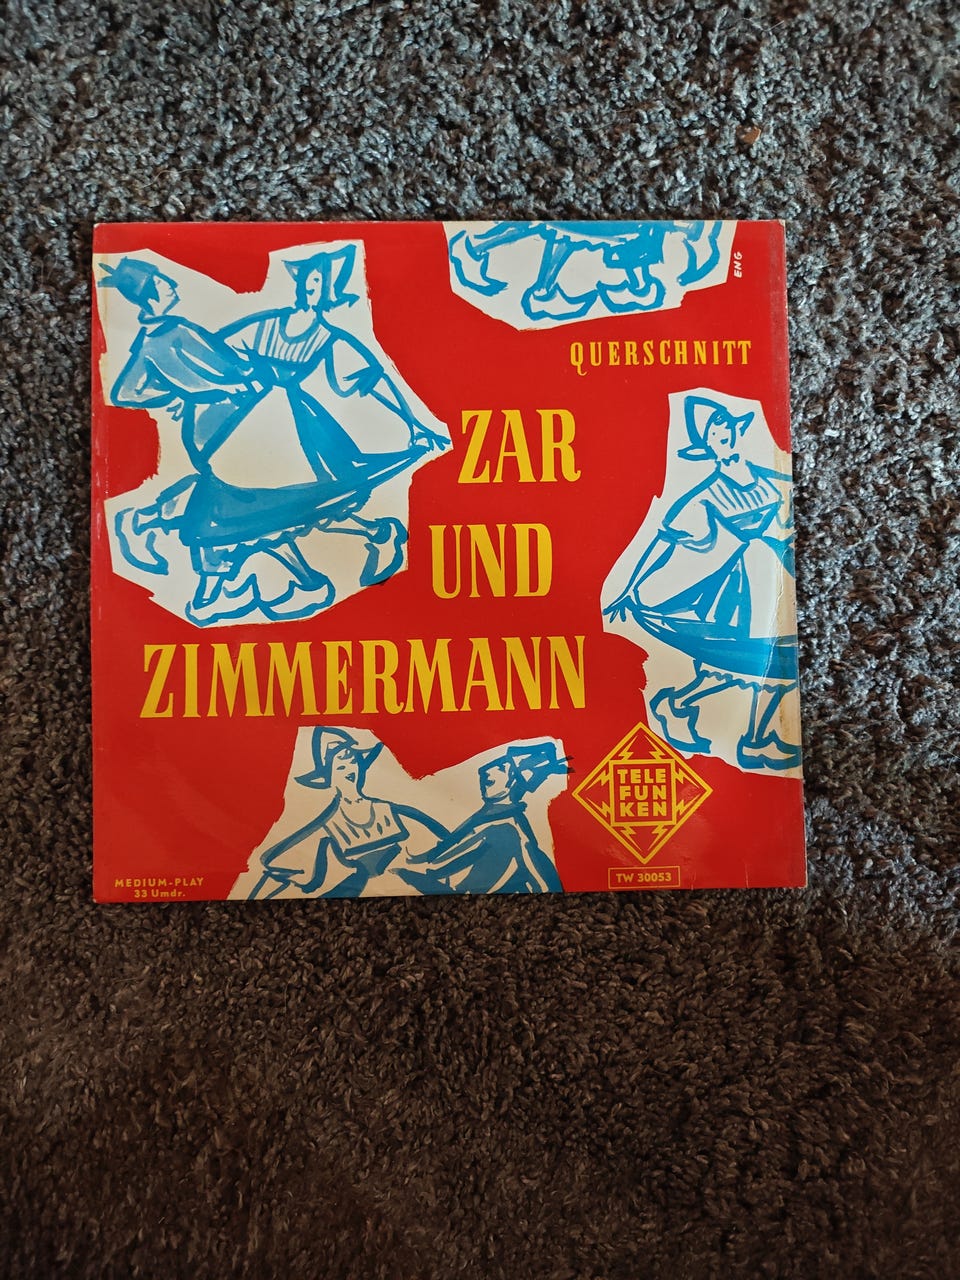 ENG
QUERSCHNITT
ZAR
UND
ZIMMERMANN
TELE
FUN
KEN
MEDIUM-PLAY
33 Umdr.
TW 30053